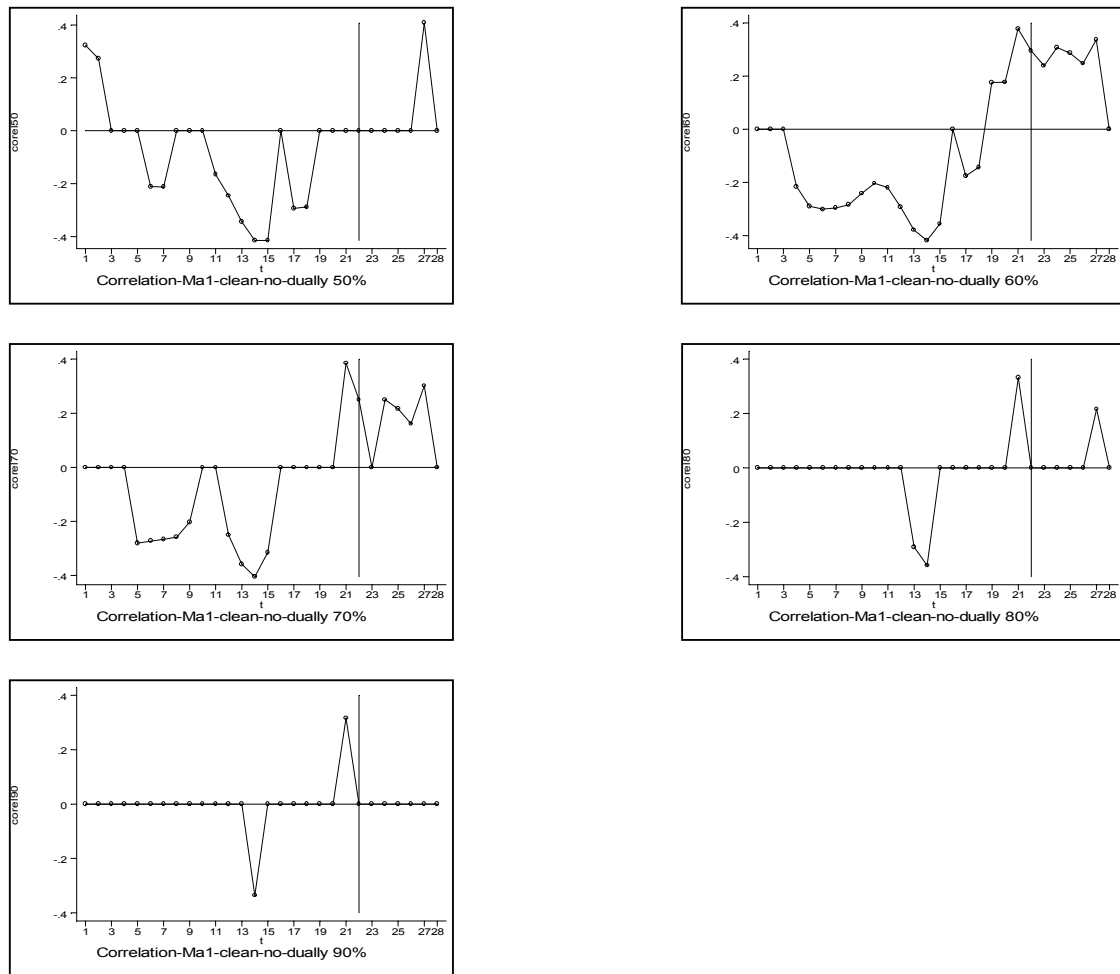 .4
.2
0
-.2
-.4
corel50
1 3 5 7 9 11 13 15 17 19 21 23 25 2728
t
Correlation-Ma1-clean-no-dually 50%
.4
.2
0
-.2
-.4
corel60
1 3 5 7 9 11 13 15 17 19 21 23 25 2728
t
Correlation-Ma1-clean-no-dually 60%
.4
.2
0
-.2
-.4
corel70
1 3 5 7 9 11 13 15 17 19 21 23 25 2728
t
Correlation-Ma1-clean-no-dually 70%
.4
.2
0
-.2
-.4
corel80
1 3 5 7 9 11 13 15 17 19 21 23 25 2728
t
Correlation-Ma1-clean-no-dually 80%
.4
.2
0
-.2
-.4
corel90
1 3 5 7 9 11 13 15 17 19 21 23 25 2728
t
Correlation-Ma1-clean-no-dually 90%